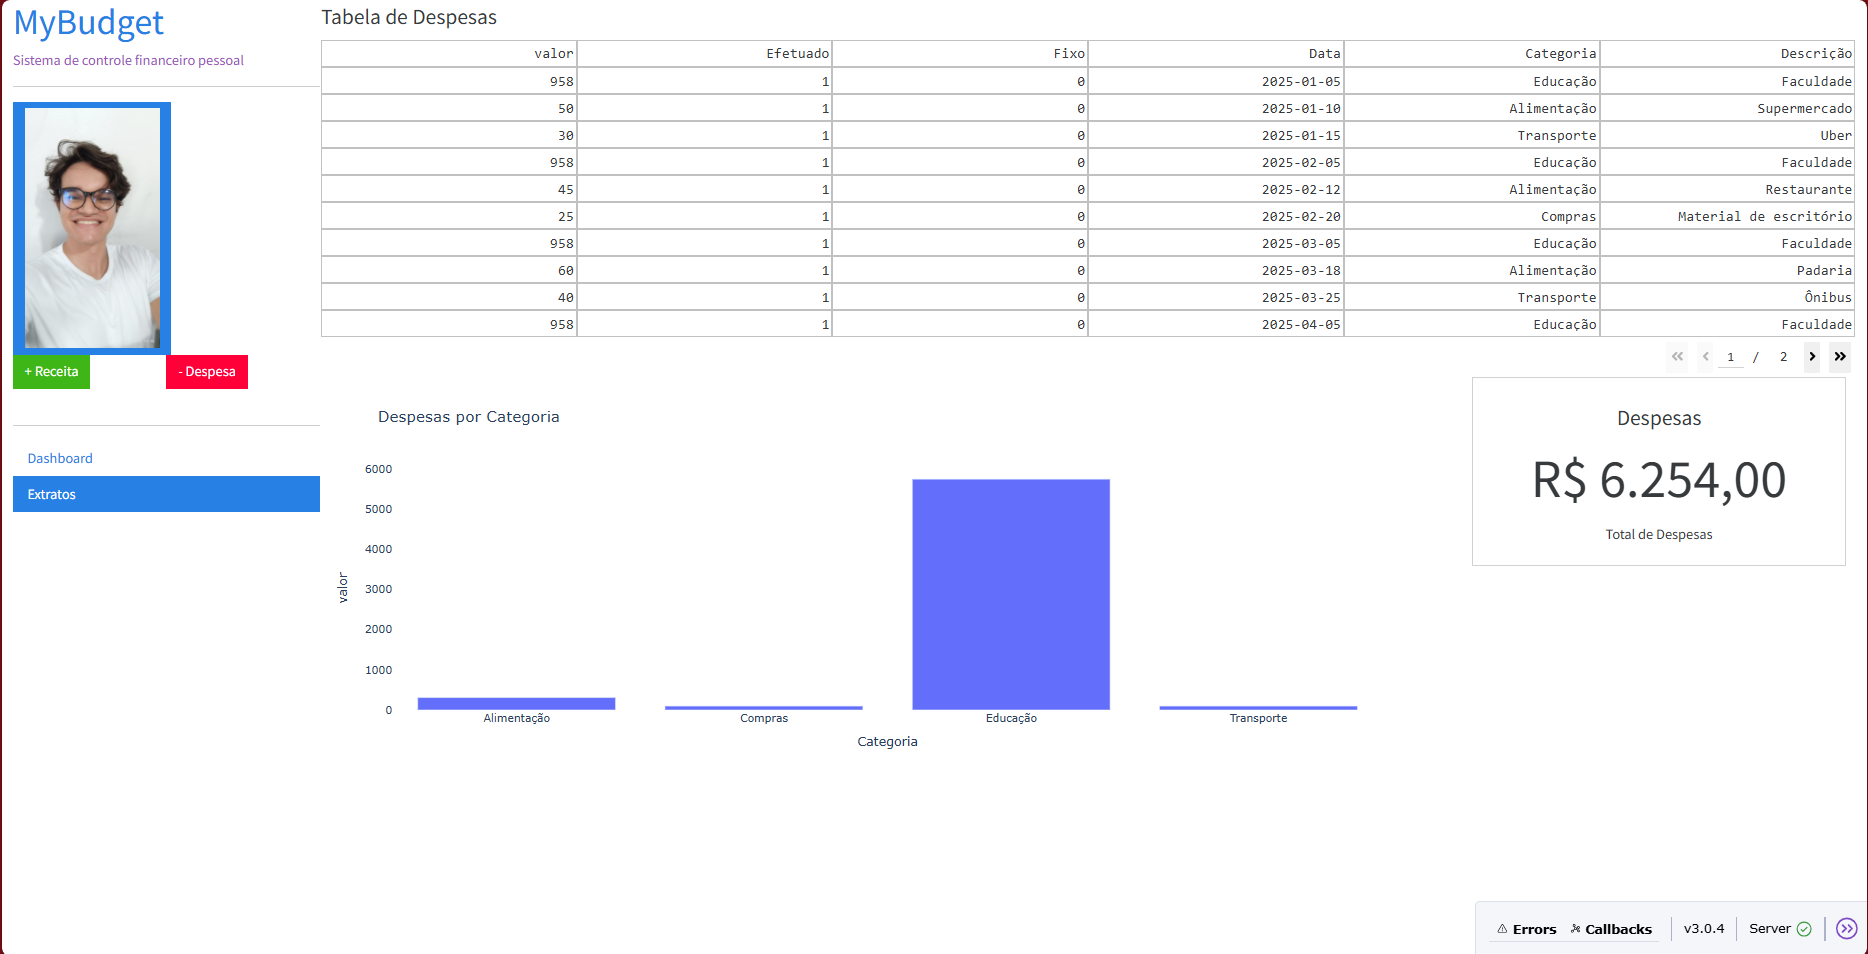 MyBudget
Sistema de controle financeiro pessoal
+ Receita
- Despesa
Dashboard
Extratos
Tabela de Despesas
valor Efetuado Fixo Data Categoria Descrição
958 1 0 2025-01-05 Educação Faculdade
50 1 0 2025-01-10 Alimentação Supermercado
30 1 0 2025-01-15 Transporte Uber
958 1 0 2025-02-05 Educação Faculdade
45 1 0 2025-02-12 Alimentação Restaurante
25 1 0 2025-02-20 Compras Material de escritório
958 1 0 2025-03-05 Educação Faculdade
60 1 0 2025-03-18 Alimentação Padaria
40 1 0 2025-03-25 Transporte Ônibus
958 1 0 2025-04-05 Educação Faculdade
1 / 2
Despesas por Categoria
6000
5000
4000
3000
2000
1000
0
valor
Alimentação Compras Educação Transporte
Categoria
Despesas
R$ 6.254,00
Total de Despesas
Errors Callbacks v3.0.4 Server